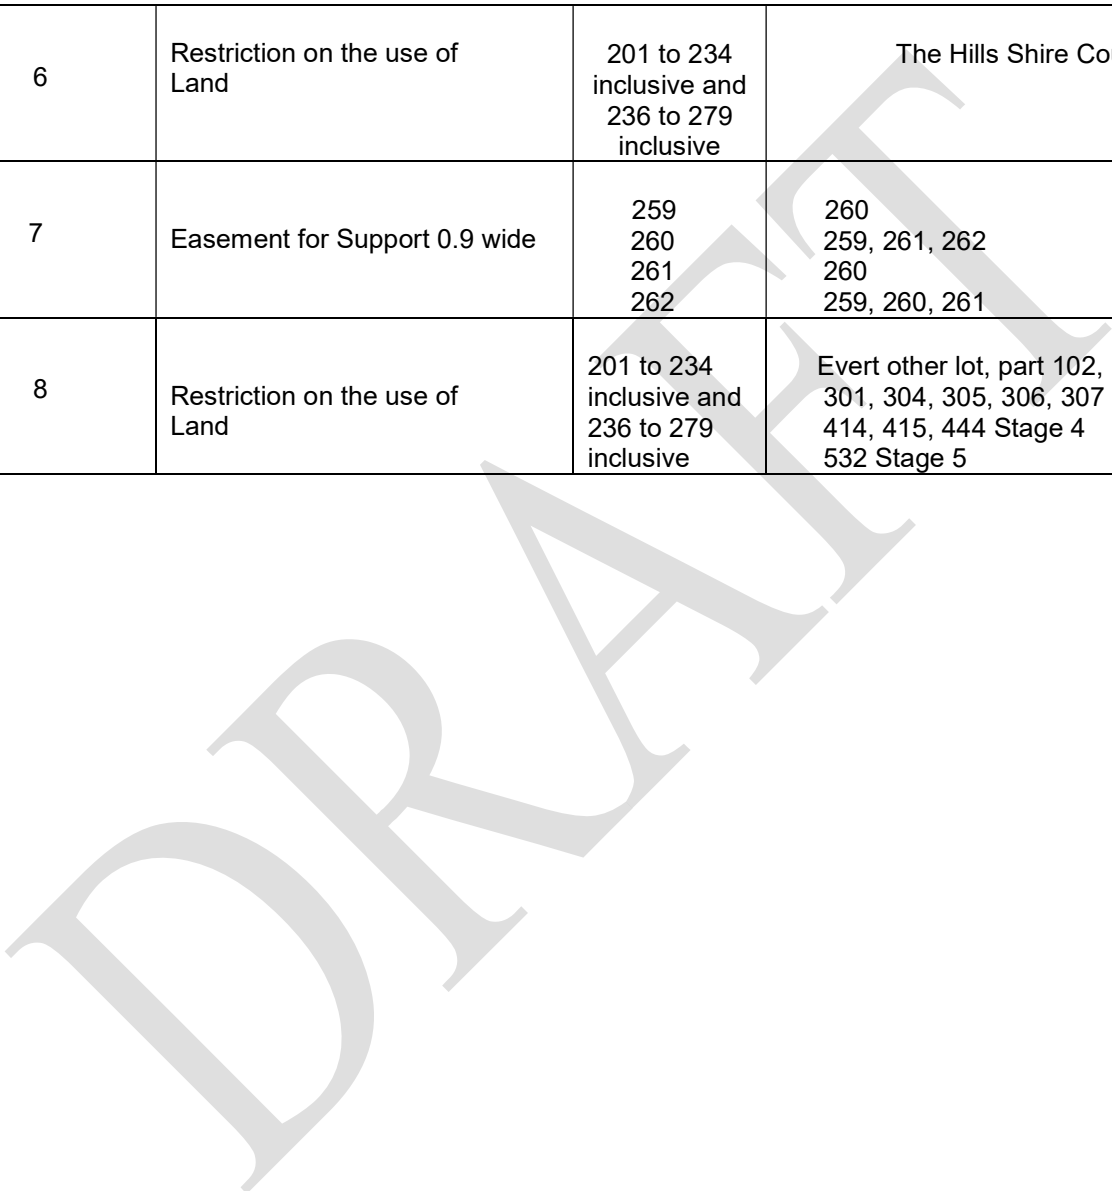 6
Restriction on the use of
Land
201 to 234
inclusive and
236 to 279
inclusive
The Hills Shire Cou
7
Easement for Support 0.9 wide
259
260
261
262
260
259, 261, 262
260
259, 260, 261
8
Restriction on the use of
Land
201 to 234
inclusive and
236 to 279
inclusive
Evert other lot, part 102,
301, 304, 305, 306, 307
414, 415, 444 Stage 4
532 Stage 5
DRAFT